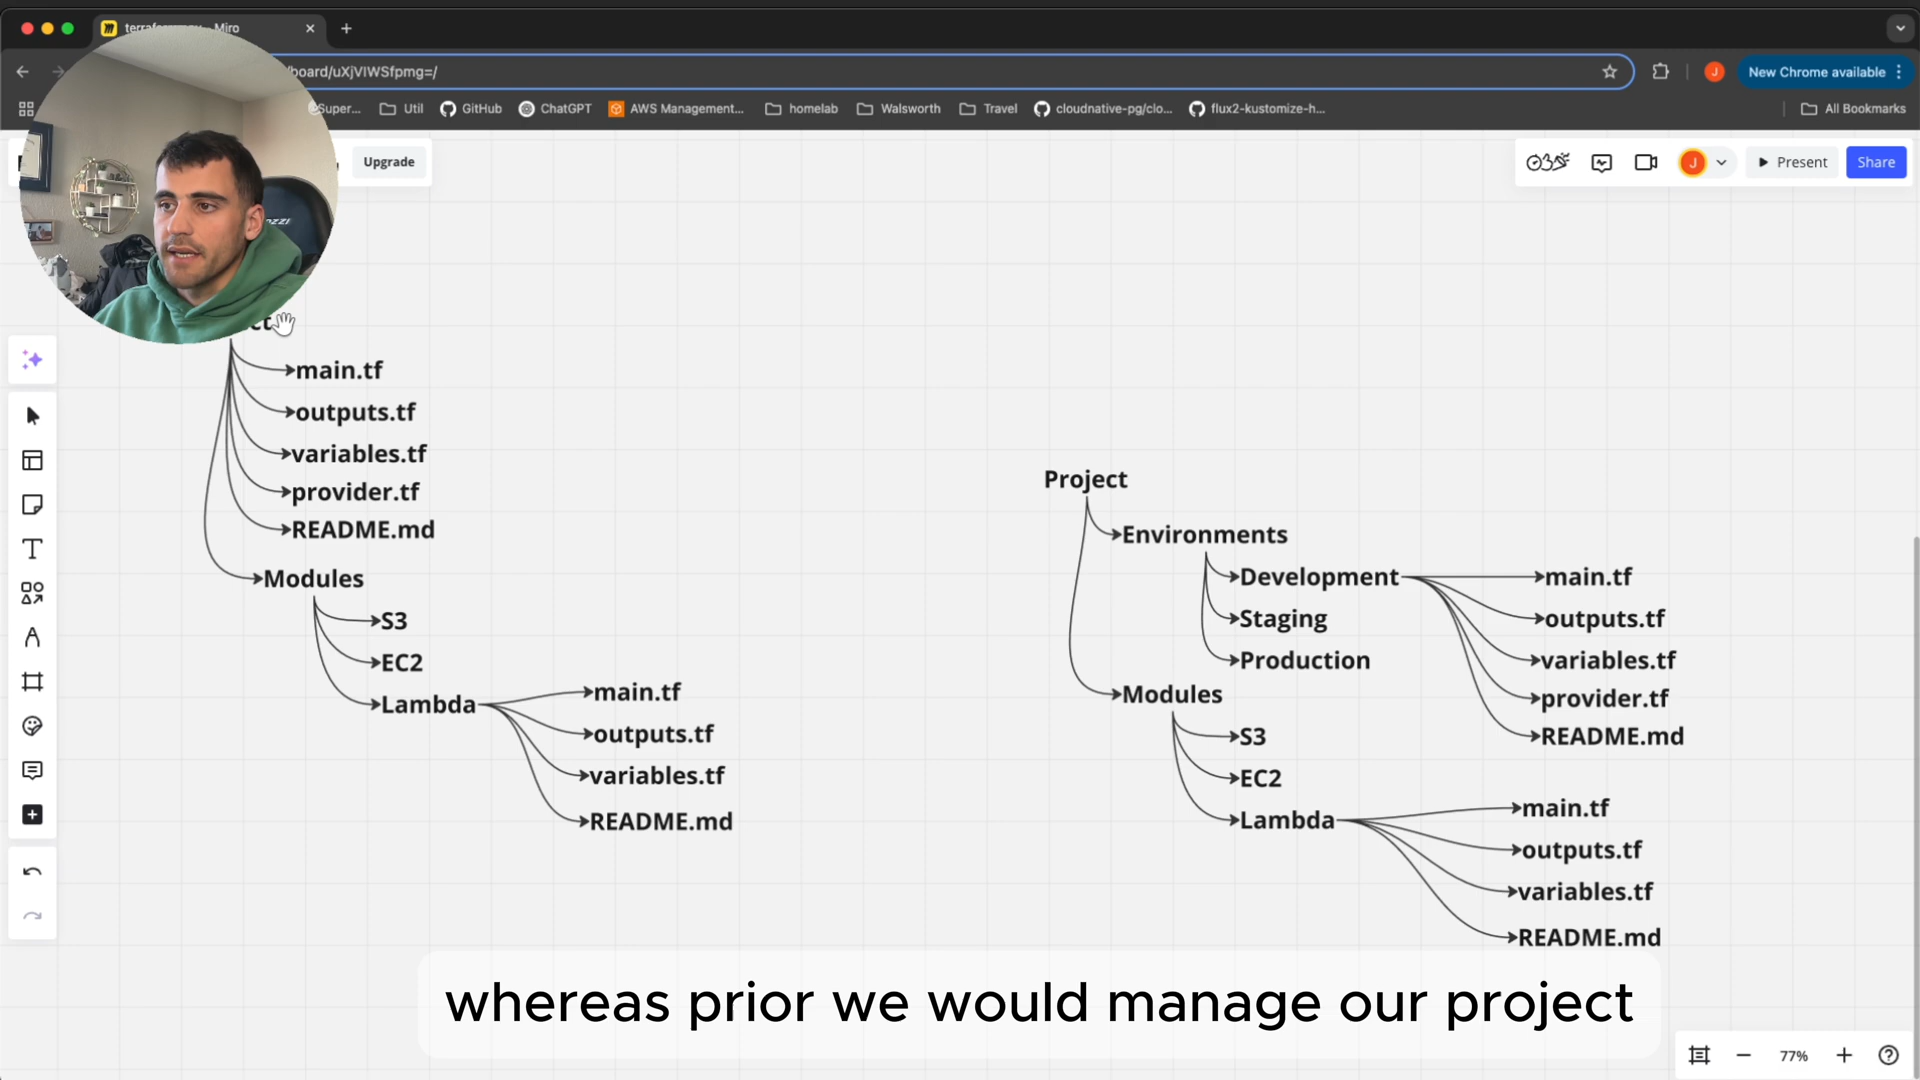 Miro
/board/uXjVIWSfpmg=/
New Chrome available
Super...
Util
GitHub
ChatGPT
AWS Management...
homelab
Walsworth
Travel
cloudnative-pg/clo...
flux2-kustomize-h...
All Bookmarks
Upgrade
J
Present
Share
main.tf
outputs.tf
variables.tf
provider.tf
README.md
Modules
S3
EC2
Lambda
main.tf
outputs.tf
variables.tf
README.md
Project
Environments
Development
Staging
Production
main.tf
outputs.tf
variables.tf
provider.tf
README.md
Modules
S3
EC2
Lambda
main.tf
outputs.tf
variables.tf
README.md
whereas prior we would manage our project
77%